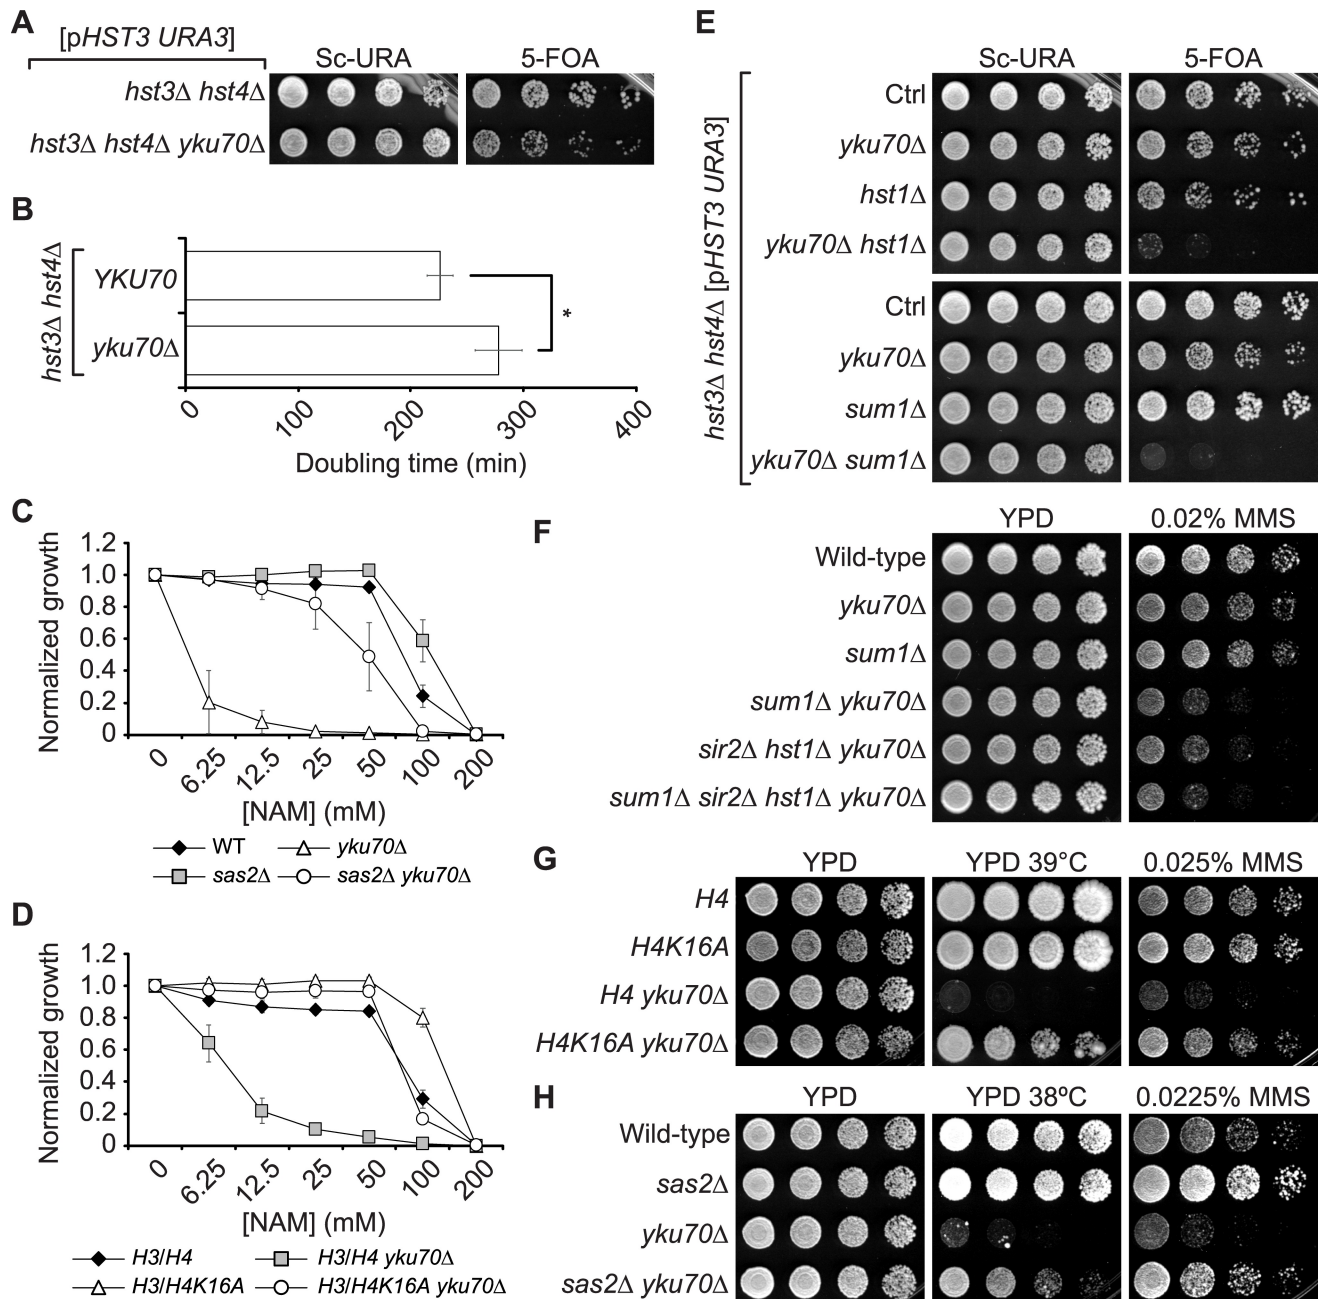 A
[pHST3 URA3]
Sc-URA
5-FOA
hst3Δ hst4Δ
hst3Δ hst4Δ yku70Δ
B
hst3Δ hst4Δ
YKU70
yku70Δ
*
0
100
200
300
400
Doubling time (min)
C
Normalized growth
1.2
1.0
0.8
0.6
0.4
0.2
0
0
6.25
12.5
25
50
100
200
[NAM] (mM)
WT
yku70Δ
sas2Δ
sas2Δ yku70Δ
D
Normalized growth
1.2
1.0
0.8
0.6
0.4
0.2
0
0
6.25
12.5
25
50
100
200
[NAM] (mM)
H3/H4
H3/H4 yku70Δ
H3/H4K16A
H3/H4K16A yku70Δ
E
Sc-URA
5-FOA
hst3Δ hst4Δ [pHST3 URA3]
Ctrl
yku70Δ
hst1Δ
yku70Δ hst1Δ
Ctrl
yku70Δ
sum1Δ
yku70Δ sum1Δ
F
YPD
0.02% MMS
Wild-type
yku70Δ
sum1Δ
sum1Δ yku70Δ
sir2Δ hst1Δ yku70Δ
sum1Δ sir2Δ hst1Δ yku70Δ
G
YPD
YPD 39°C
0.025% MMS
H4
H4K16A
H4 yku70Δ
H4K16A yku70Δ
H
YPD
YPD 38ºC
0.0225% MMS
Wild-type
sas2Δ
yku70Δ
sas2Δ yku70Δ